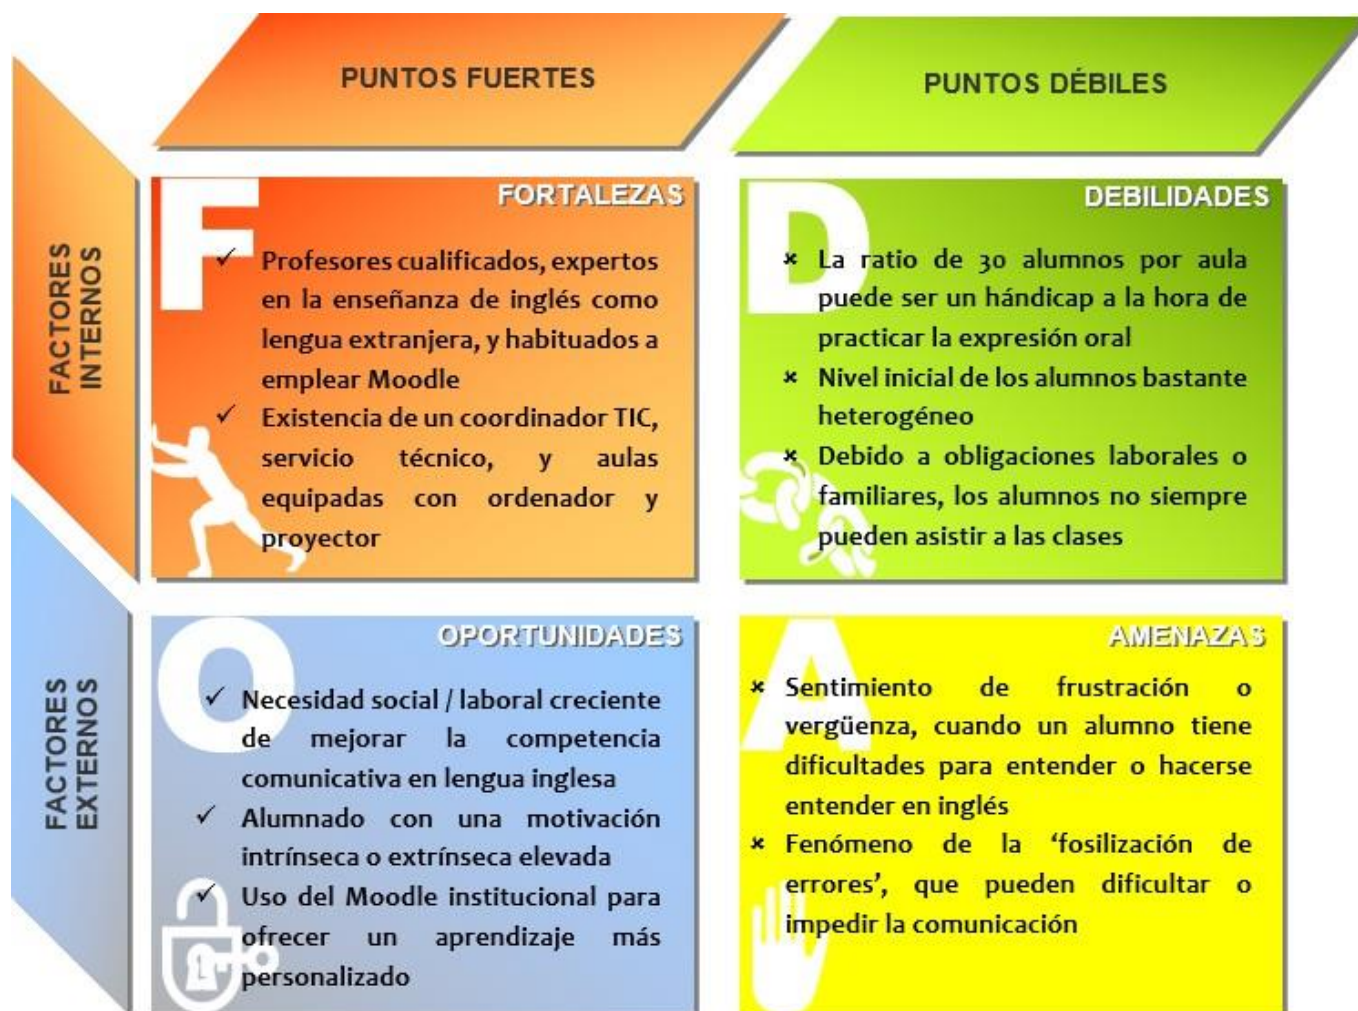 PUNTOS FUERTES
PUNTOS DÉBILES
FACTORES
INTERNOS
F
FORTALEZAS
✓ Profesores cualificados, expertos
en la enseñanza de inglés como
lengua extranjera, y habituados a
emplear Moodle
✓ Existencia de un coordinador TIC,
servicio técnico, y aulas
equipadas con ordenador y
proyector
D
DEBILIDADES
× La ratio de 30 alumnos por aula
puede ser un hándicap a la hora de
practicar la expresión oral
× Nivel inicial de los alumnos bastante
heterogéneo
× Debido a obligaciones laborales o
familiares, los alumnos no siempre
pueden asistir a las clases
FACTORES
EXTERNOS
O
OPORTUNIDADES
✓ Necesidad social / laboral creciente
de mejorar la competencia
comunicativa en lengua inglesa
✓ Alumnado con una motivación
intrínseca o extrínseca elevada
✓ Uso del Moodle institucional para
ofrecer un aprendizaje más
personalizado
A
AMENAZAS
× Sentimiento de frustración o
vergüenza, cuando un alumno tiene
dificultades para entender o hacerse
entender en inglés
× Fenómeno de la ‘fosilización de
errores’, que pueden dificultar o
impedir la comunicación